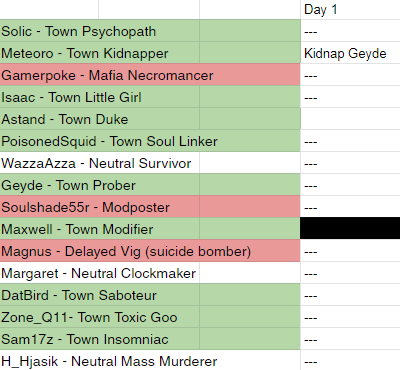 Day 1
Solic - Town Psychopath ---
Meteoro - Town Kidnapper Kidnap Geyde
Gamerpoke - Mafia Necromancer ---
Isaac - Town Little Girl ---
Astand - Town Duke
PoisonedSquid - Town Soul Linker ---
WazzaAzza - Neutral Survivor ---
Geyde - Town Prober ---
Soulshade55r - Modposter ---
Maxwell - Town Modifier
Magnus - Delayed Vig (suicide bomber) ---
Margaret - Neutral Clockmaker ---
DatBird - Town Saboteur ---
Zone_Q11- Town Toxic Goo ---
Sam17z - Town Insomniac ---
H_Hjasik - Neutral Mass Murderer ---